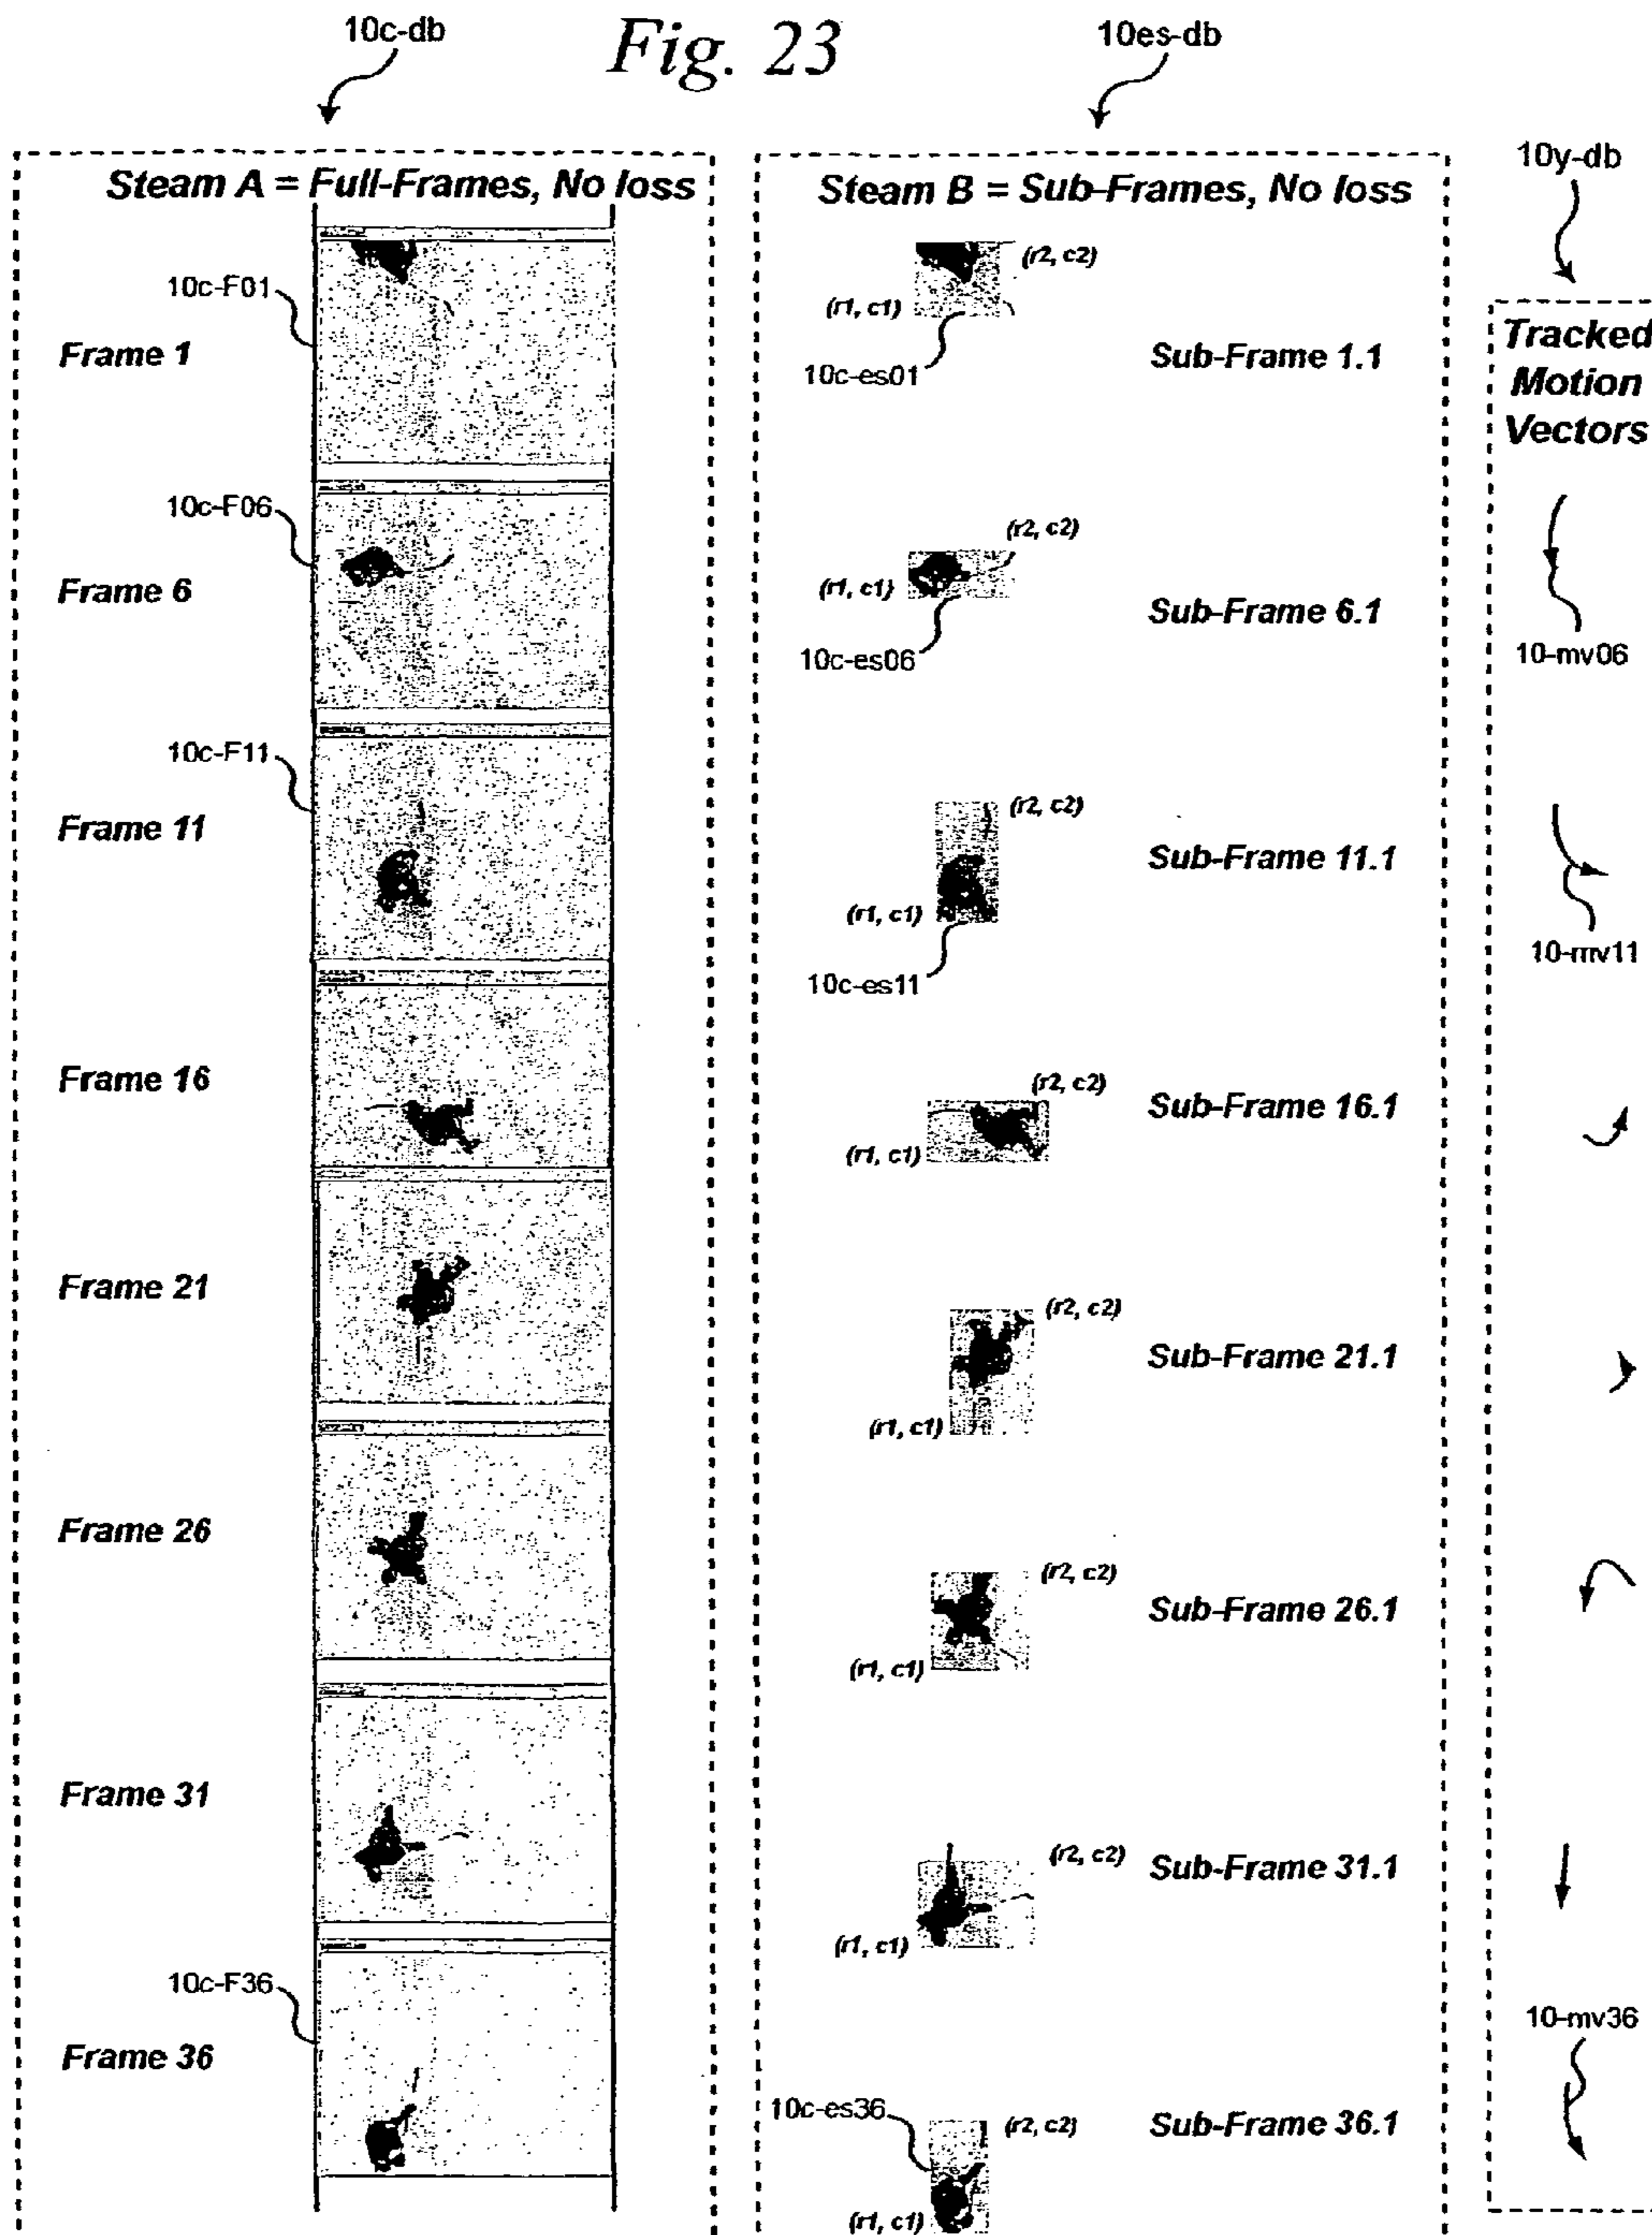 Fig. 23
10c-db
10es-db
10y-db
Steam A = Full-Frames, No loss
10c-F01
Frame 1
10c-F06
Frame 6
10c-F11
Frame 11
Frame 16
Frame 21
Frame 26
Frame 31
10c-F36
Frame 36
Steam B = Sub-Frames, No loss
(r2, c2)
(r1, c1)
10c-es01
Sub-Frame 1.1
(r2, c2)
(r1, c1)
10c-es06
Sub-Frame 6.1
(r2, c2)
(r1, c1)
10c-es11
Sub-Frame 11.1
(r2, c2)
(r1, c1)
Sub-Frame 16.1
(r2, c2)
(r1, c1)
Sub-Frame 21.1
(r2, c2)
(r1, c1)
Sub-Frame 26.1
(r2, c2)
(r1, c1)
Sub-Frame 31.1
10c-es36
(r2, c2)
(r1, c1)
Sub-Frame 36.1
Tracked
Motion
Vectors
10-mv06
10-mv11
10-mv36